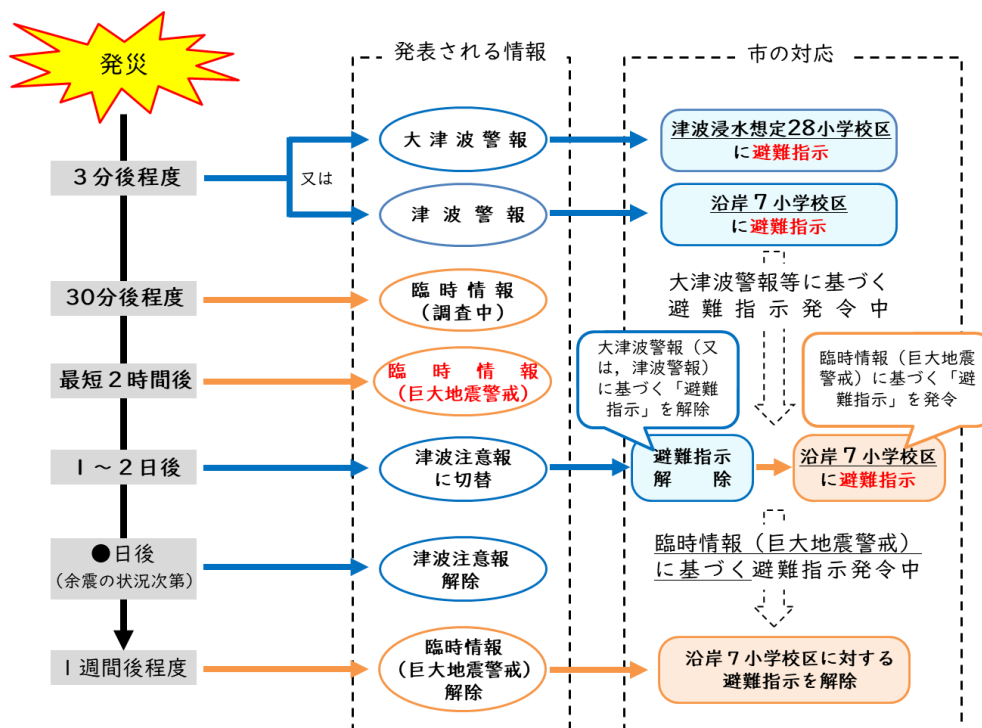 発災
発表される情報
市の対応
3分後程度
又は
大津波警報
津波浸水想定28小学校区
に避難指示
津波警報
沿岸7小学校区
に避難指示
30分後程度
臨時情報
（調査中）
大津波警報等に基づく
避難指示発令中
最短2時間後
臨時情報
（巨大地震警戒）
大津波警報（又
は，津波警報）
に基づく「避難
指示」を解除
臨時情報（巨大地震
警戒）に基づく「避
難指示」を発令
1～2日後
津波注意報
に切替
避難指示
解除
沿岸7小学校区
に避難指示
●日後
（余震の状況次第）
津波注意報
解除
臨時情報（巨大地震警戒）
に基づく避難指示発令中
1週間後程度
臨時情報
（巨大地震警戒）
解除
沿岸7小学校区に対する
避難指示を解除